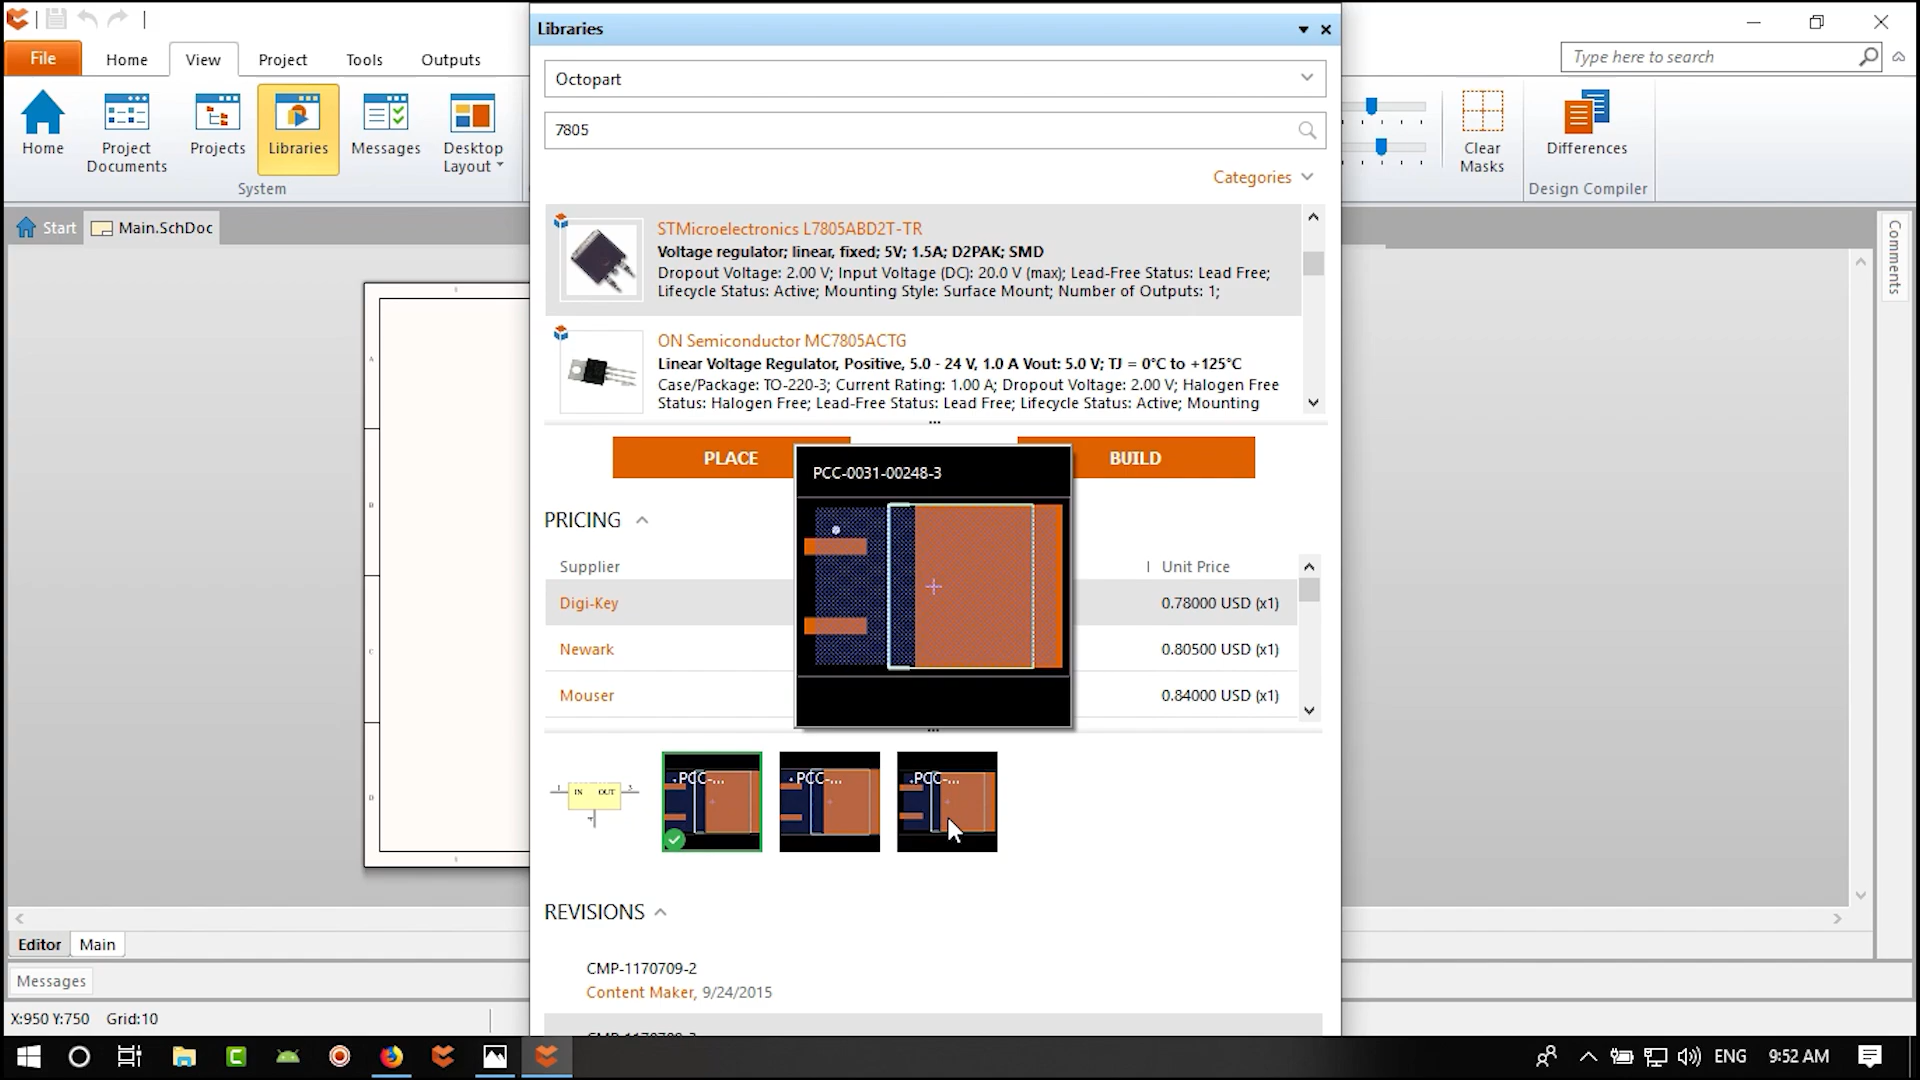 File
Home
View
Project
Tools
Outputs
Type here to search
Home
Project
Documents
Projects
Libraries
Messages
Desktop
Layout
System
Clear
Masks
Differences
Design Compiler
Start
Main.SchDoc
Comments
Libraries
Octopart
7805
Categories
STMicroelectronics L7805ABD2T-TR
Voltage regulator; linear, fixed; 5V; 1.5A; D2PAK; SMD
Dropout Voltage: 2.00 V; Input Voltage (DC): 20.0 V (max); Lead-Free Status: Lead Free;
Lifecycle Status: Active; Mounting Style: Surface Mount; Number of Outputs: 1;
ON Semiconductor MC7805ACTG
Linear Voltage Regulator, Positive, 5.0 - 24 V, 1.0 A Vout: 5.0 V; TJ = 0°C to +125°C
Case/Package: TO-220-3; Current Rating: 1.00 A; Dropout Voltage: 2.00 V; Halogen Free
Status: Halogen Free; Lead-Free Status: Lead Free; Lifecycle Status: Active; Mounting
PLACE
BUILD
PCC-0031-00248-3
PRICING
Supplier
Unit Price
Digi-Key
0.78000 USD (x1)
Newark
0.80500 USD (x1)
Mouser
0.84000 USD (x1)
1 IN OUT 3
PCC-...
PCC-...
PCC-...
REVISIONS
CMP-1170709-2
Content Maker, 9/24/2015
Editor
Main
Messages
X:950 Y:750 Grid:10
ENG
9:52 AM